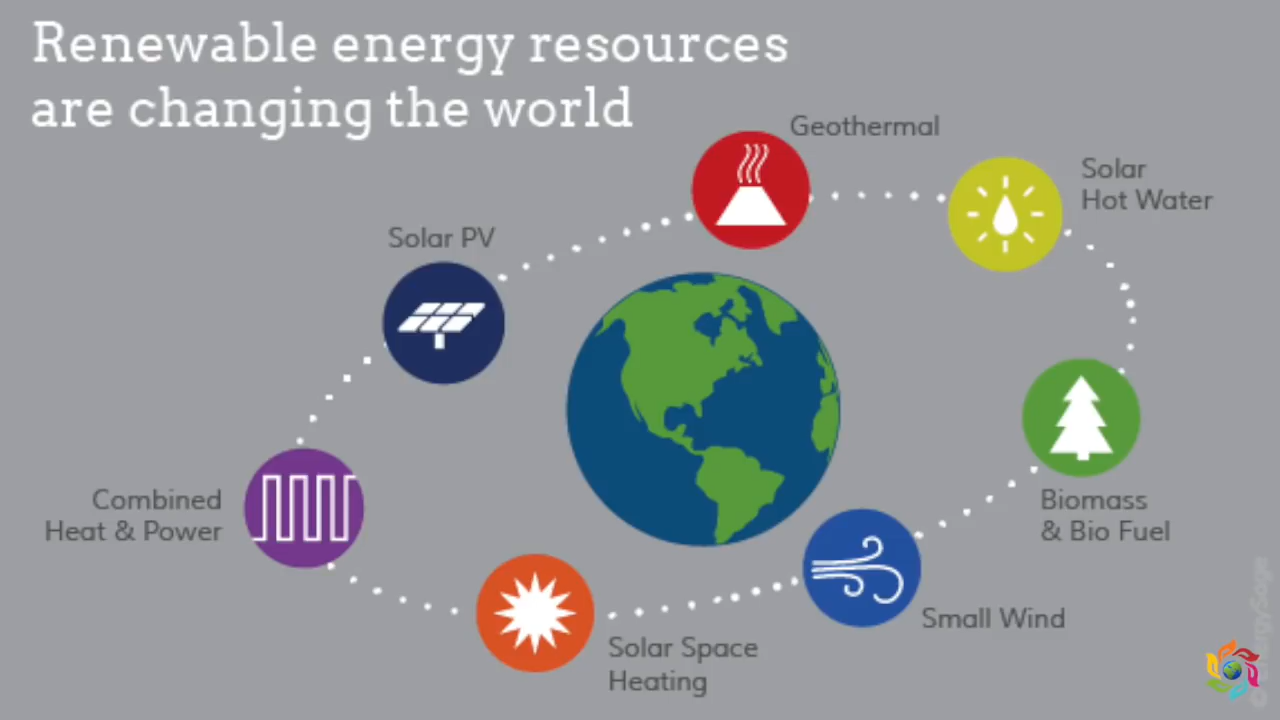 Renewable energy resources
are changing the world
Geothermal
Solar
Hot Water
Solar PV
Combined
Heat & Power
Biomass
& Bio Fuel
Small Wind
Solar Space
Heating